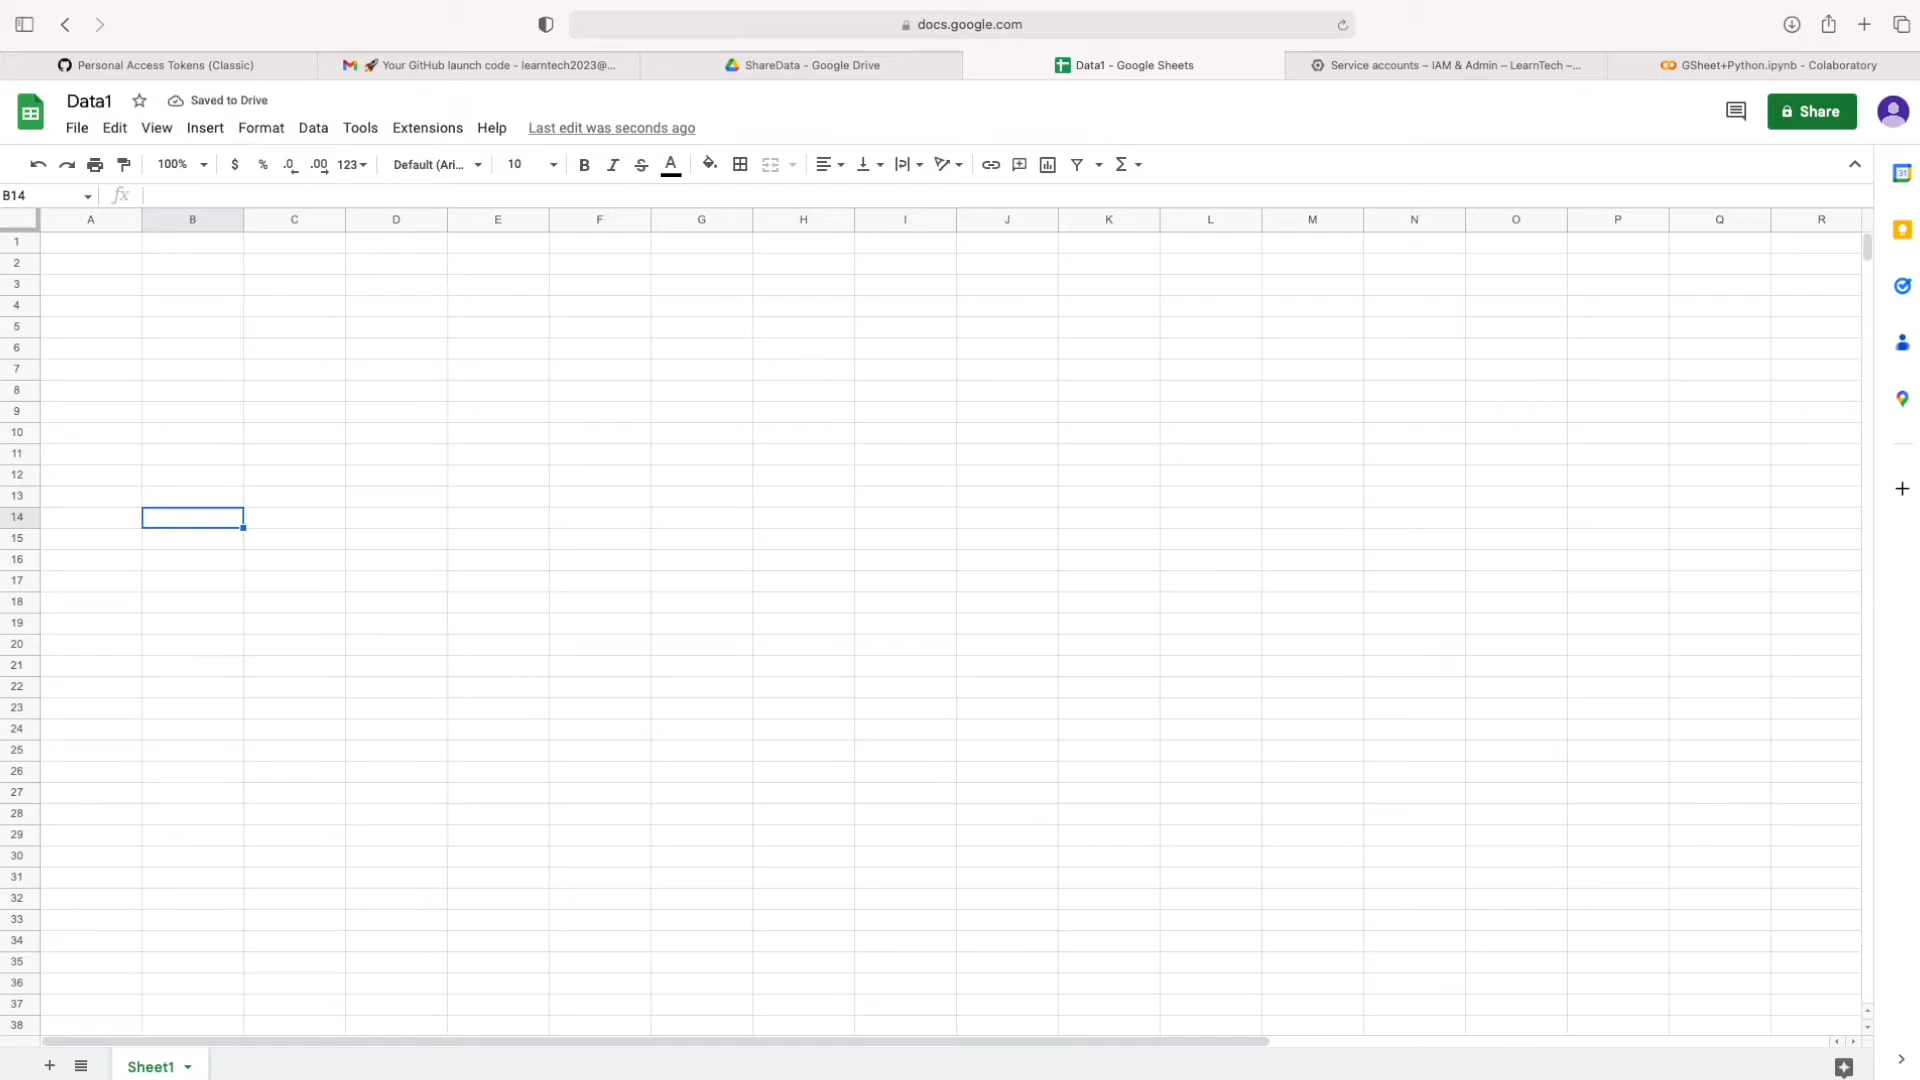 docs.google.com
Personal Access Tokens (Classic)
🚀 Your GitHub launch code - learntech2023@...
ShareData - Google Drive
Data1 - Google Sheets
Service accounts – IAM & Admin – LearnTech –...
GSheet+Python.ipynb - Colaboratory
Data1
Saved to Drive
Share
File Edit View Insert Format Data Tools Extensions Help Last edit was seconds ago
100% $ % .0 .00 123 Default (Ari... 10 B I S A Σ
31
B14 fx
A B C D E F G H I J K L M N O P Q R
1
2
3
4
5
6
7
8
9
10
11
12
13
14
15
16
17
18
19
20
21
22
23
24
25
26
27
28
29
30
31
32
33
34
35
36
37
38
Sheet1